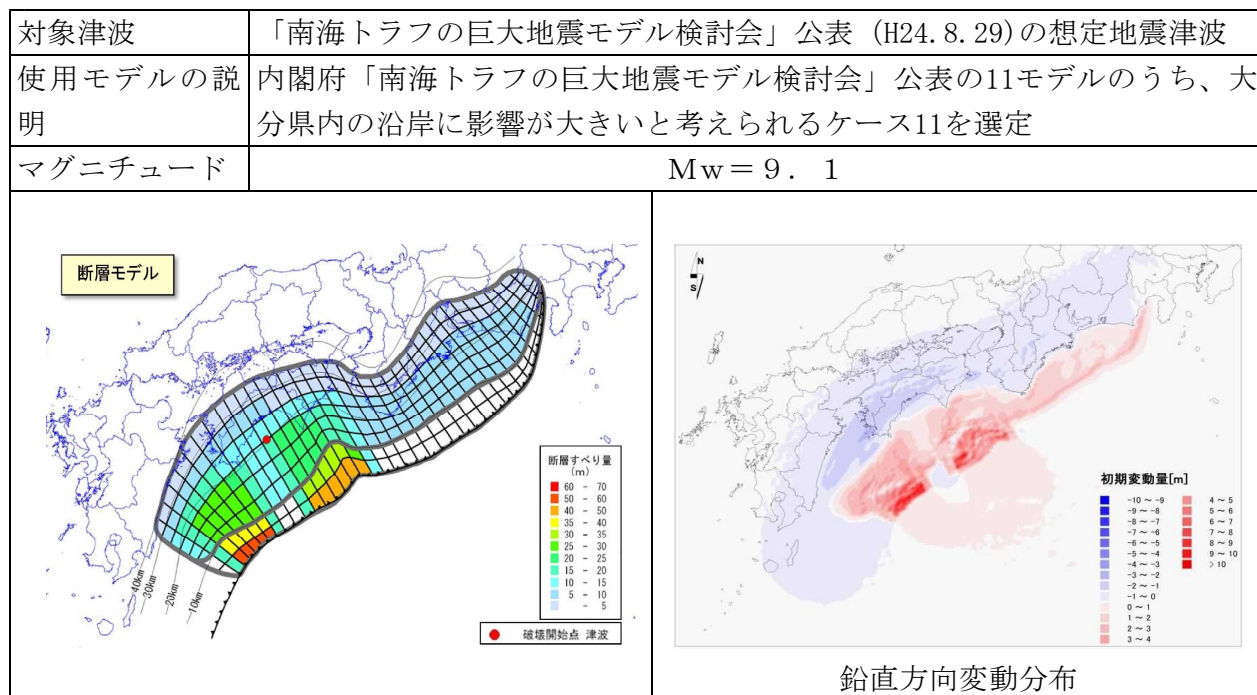 対象津波
「南海トラフの巨大地震モデル検討会」公表 (H24.8.29)の想定地震津波
使用モデルの説
明
内閣府「南海トラフの巨大地震モデル検討会」公表の11モデルのうち、大
分県内の沿岸に影響が大きいと考えられるケース11を選定
マグニチュード
Mw=9．1
断層モデル
40km
30km
20km
10km
断層すべり量
(m)
60 - 70
50 - 60
40 - 50
35 - 40
30 - 35
25 - 30
20 - 25
15 - 20
10 - 15
5 - 10
- 5
破壊開始点 津波
N
S
初期変動量[m]
-10 ～ -9
-9 ～ -8
-8 ～ -7
-7 ～ -6
-6 ～ -5
-5 ～ -4
-4 ～ -3
-3 ～ -2
-2 ～ -1
-1 ～ 0
0 ～ 1
1 ～ 2
2 ～ 3
3 ～ 4
4 ～ 5
5 ～ 6
6 ～ 7
7 ～ 8
8 ～ 9
9 ～ 10
>10
鉛直方向変動分布